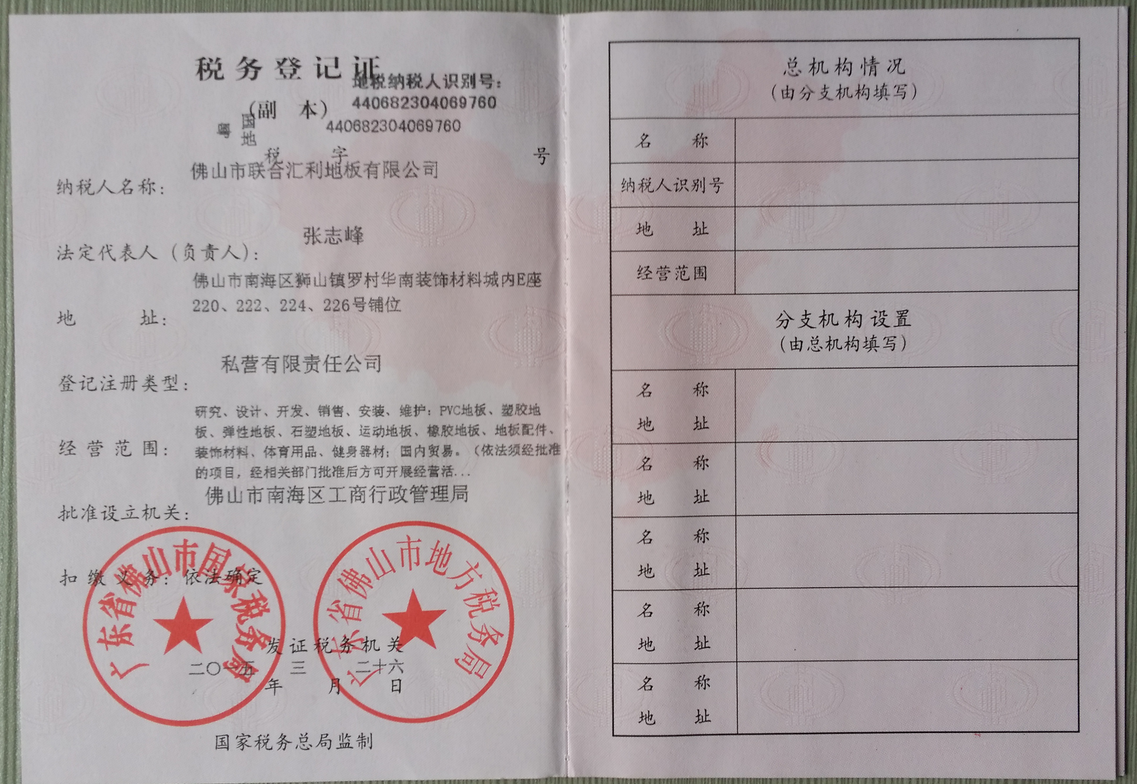 税务登记证
地税纳税人识别号：
440682304069760
（副 本）
粤 国地 税 字 440682304069760 号
纳税人名称： 佛山市联合汇利地板有限公司
法定代表人（负责人）： 张志峰
地 址： 佛山市南海区狮山镇罗村华南装饰材料城内E座
220、222、224、226号铺位
登记注册类型： 私营有限责任公司
经营范围： 研究、设计、开发、销售、安装、维护：PVC地板、塑胶地
板、弹性地板、石塑地板、运动地板、橡胶地板、地板配件、
装饰材料、体育用品、健身器材；国内贸易。（依法须经批准
的项目，经相关部门批准后方可开展经营活...
批准设立机关： 佛山市南海区工商行政管理局
扣缴义务：依法确定
广东省佛山市国家税务局
广东省佛山市地方税务局
发证税务机关
二〇一五 年 三 月 二十六 日
国家税务总局监制
总机构情况
（由分支机构填写）
名 称
纳税人识别号
地 址
经营范围
分支机构设置
（由总机构填写）
名 称
地 址
名 称
地 址
名 称
地 址
名 称
地 址
名 称
地 址